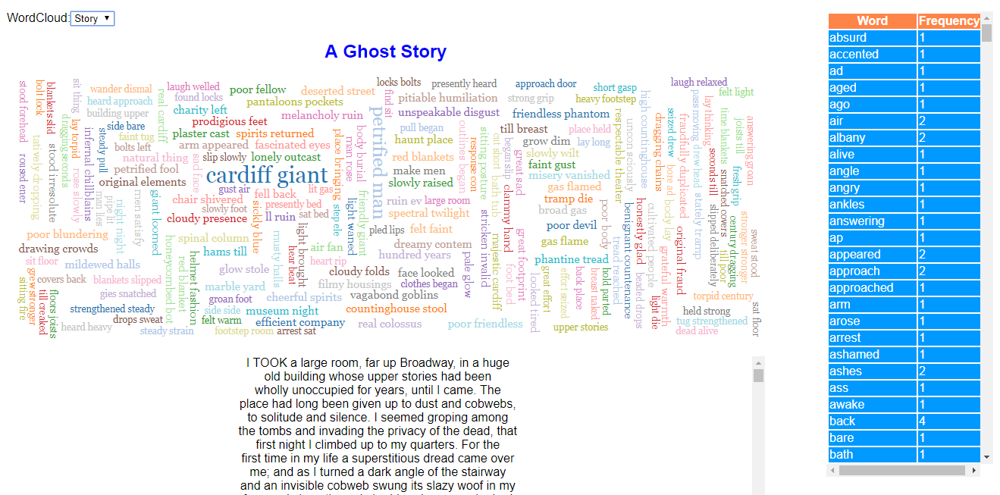 WordCloud: Story ▼
A Ghost Story
locks bolts presently heard approach door short gasp laugh relaxed
wander dismal laugh welled poor fellow deserted street felt light
heard approach found locks pantaloons pockets pitiable humiliation strong grip heavy footstep
building upper charity left melancholy ruin unspeakable disgust friendless phantom
side bare prodigious feet pull began till breast place held
faint tug plaster cast spirits returned haunt place grow dim lay long
bolts left arm appeared fascinated eyes slowly wilt
natural thing slip slowly lonely outcast red blankets faint gust
petrified fool cardiff giant make men misery vanished
original elements gust air lit gas slowly raised gas flamed
chair shivered fell back ruin ev large room tramp die
slowly foot presently bed sat bed spectral twilight broad gas
cloudy presence ll ruin pled lips felt faint poor devil
poor blundering spinal column air fan dreamy contem gas flame
drawing crowds hams till hundred years phantine tread
sit floor mildewed halls glow stole heart rip cloudy folds face looked
covers back blankets slipped marble yard filmy housings clothes began
gies snatched groan foot cheerful spirits vagabond goblins torpid century
strengthened steady side side museum night countinghouse stool held strong
drops sweat felt warm efficient company real colossus poor friendless tug strengthened
heard heavy steady strain footstep room arrest sat upper stories dead alive
stood forehead
bolt lock
blankets slid
sit thing
real cardiff
find sit
petrified man
high countinghouse
pass moving
drew head
lay thinking
time blankets
joists till
answering groan
roused ener
tatively dropping
dragging seconds
lay torpid
infernal chillblains
steady pull
stood irresolute
rose slowly
man lies
pipe lit
night night
men satisfy
giant loomed
sad face
body burial
man rose
place bringing
friendly giant
step ele
light waned
outlines began
response con
sitting posture
cut short
bath tub
began slip
great sad
clammy hand
respectable theater
uncon sciously
dragging chains
seized drew
fraudfully duplicated
bore ad
second still
stately tramp
snatched covers
fresh grip
century dragging
slipped deliberately
till poor
stronger stronger
sweat stood
sickly blue
musty halls
light brought
hear beat
honeycombed bot
red blanket
helmet fashion
stricken invalid
majestic cardiff
pale glow
foot bed
great footprint
looked tired
great effort
effort seized
back place
breast naked
hold parted
poor body
tread reached
benignant countenance
honestly glad
cultivated people
body lay
beaded drops
light die
grateful warmth
original fraud
sat floor
sitting fire
grew stronger
till creaked
floors joists
I TOOK a large room, far up Broadway, in a huge
old building whose upper stories had been
wholly unoccupied for years, until I came. The
place had long been given up to dust and cobwebs,
to solitude and silence. I seemed groping among
the tombs and invading the privacy of the dead, that
first night I climbed up to my quarters. For the
first time in my life a superstitious dread came over
me; and as I turned a dark angle of the stairway
and an invisible cobweb swung its slazy woof in my
Word Frequency
absurd 1
accented 1
ad 1
aged 1
ago 1
air 2
albany 2
alive 1
angle 1
angry 1
ankles 1
answering 1
ap 1
appeared 2
approach 2
approached 1
arm 1
arose 1
arrest 1
ashamed 1
ashes 2
ass 1
awake 1
back 4
bare 1
bath 1